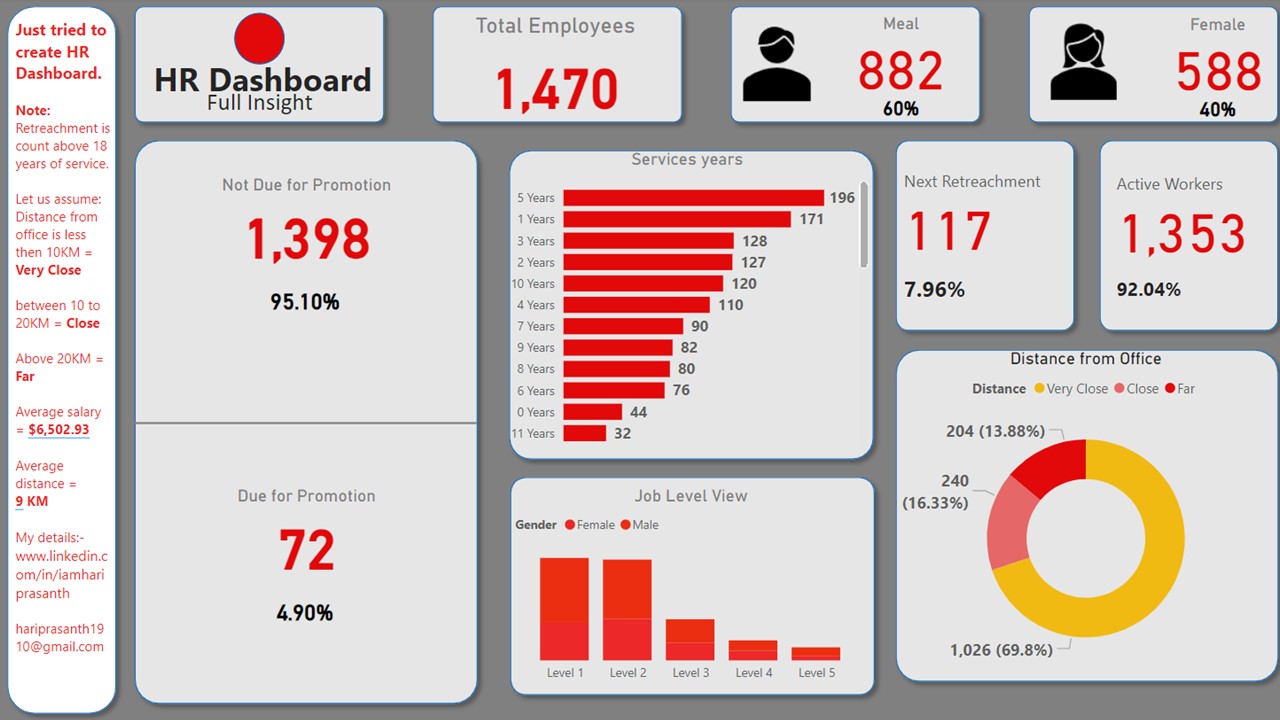 Just tried to
create HR
Dashboard.
Note:
Retreachment is
count above 18
years of service.
Let us assume:
Distance from
office is less
then 10KM =
Very Close
between 10 to
20KM = Close
Above 20KM =
Far
Average salary
= $6,502.93
Average
distance =
9 KM
My details:-
www.linkedin.c
om/in/iamhari
prasanth
hariprasanth19
10@gmail.com
HR Dashboard
Full Insight
Total Employees
1,470
Meal
882
60%
Female
588
40%
Not Due for Promotion
1,398
95.10%
Due for Promotion
72
4.90%
Services years
5 Years 196
1 Years 171
3 Years 128
2 Years 127
10 Years 120
4 Years 110
7 Years 90
9 Years 82
8 Years 80
6 Years 76
0 Years 44
11 Years 32
Job Level View
Gender Female Male
Level 1 Level 2 Level 3 Level 4 Level 5
Next Retreachment
117
7.96%
Active Workers
1,353
92.04%
Distance from Office
Distance Very Close Close Far
204 (13.88%)
240
(16.33%)
1,026 (69.8%)